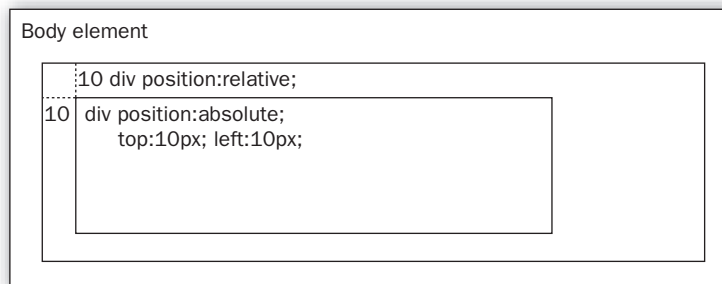 Body element
10 div position:relative;
10 div position:absolute;
top:10px; left:10px;